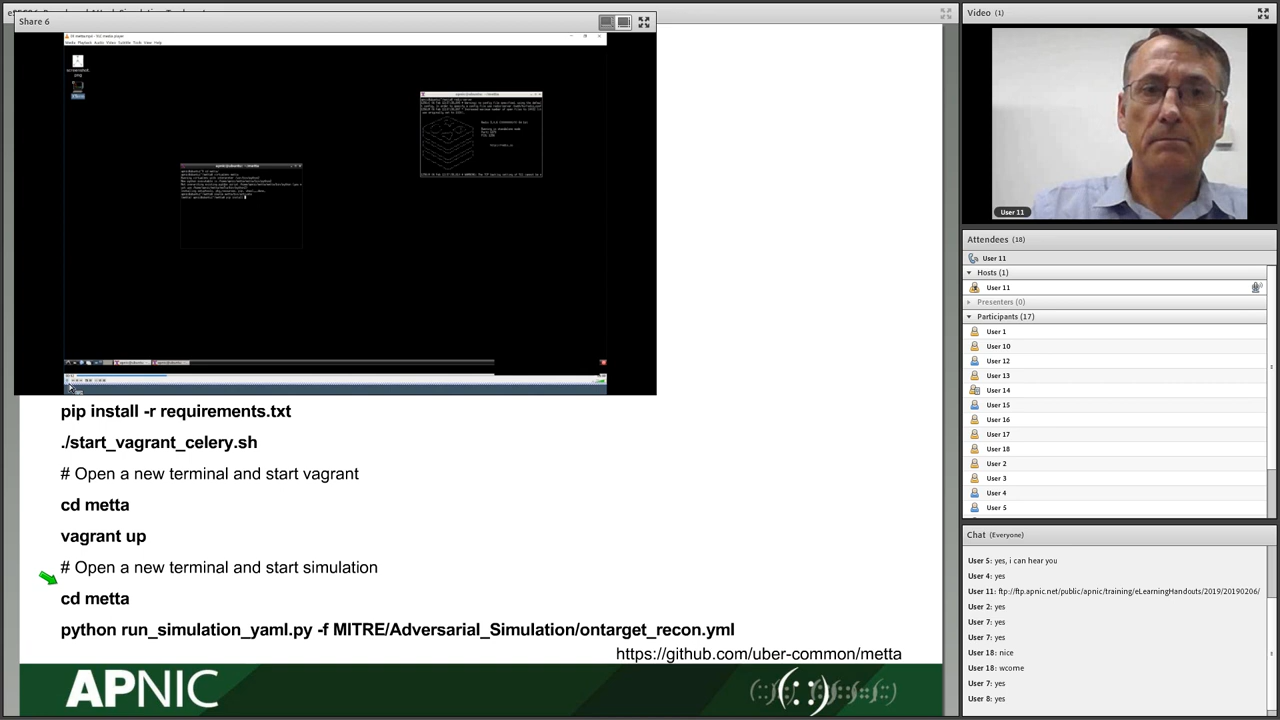 Share 6
Video (1)
User 11
Attendees (18)
User 11
Hosts (1)
User 11
Presenters (0)
Participants (17)
User 1
User 10
User 12
User 13
User 14
User 15
User 16
User 17
User 18
User 2
User 3
User 4
User 5
Chat (Everyone)
User 5: yes, i can hear you
User 4: yes
User 11: ftp://ftp.apnic.net/public/apnic/training/eLearningHandouts/2019/20190206/
User 2: yes
User 7: yes
User 7: yes
User 18: nice
User 18: wcome
User 7: yes
User 8: yes
pip install -r requirements.txt
./start_vagrant_celery.sh
# Open a new terminal and start vagrant
cd metta
vagrant up
# Open a new terminal and start simulation
cd metta
python run_simulation_yaml.py -f MITRE/Adversarial_Simulation/ontarget_recon.yml
https://github.com/uber-common/metta
APNIC